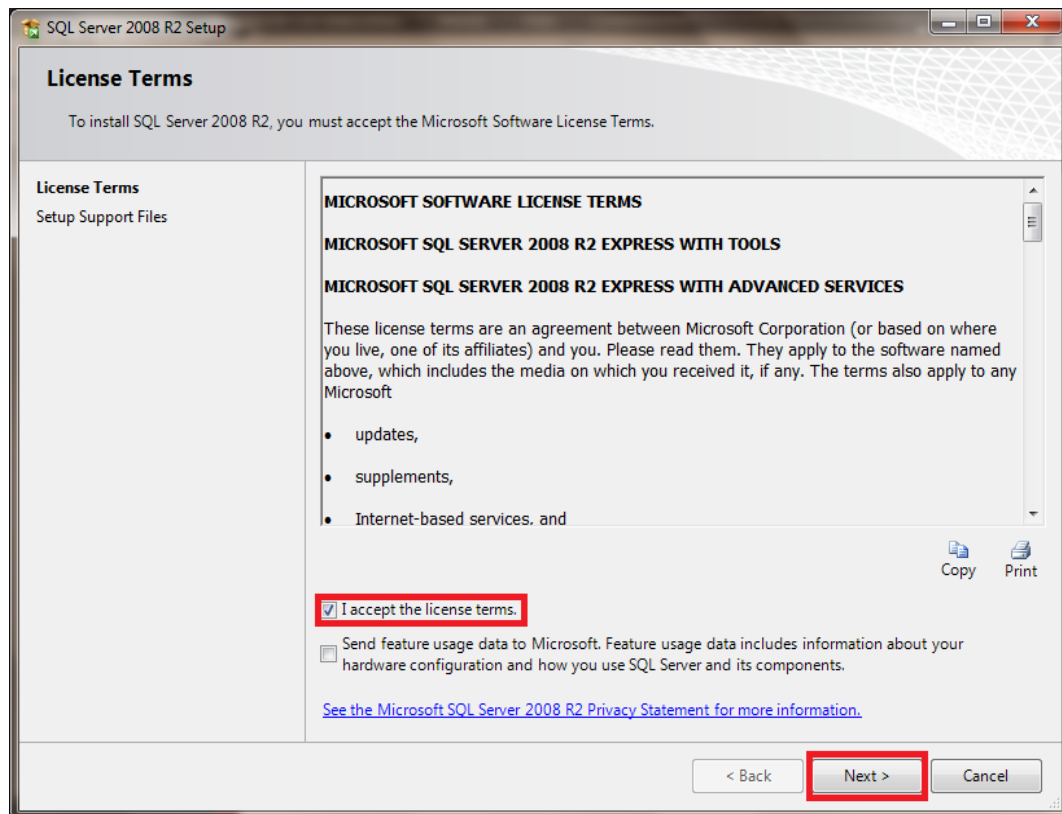 SQL Server 2008 R2 Setup
License Terms
To install SQL Server 2008 R2, you must accept the Microsoft Software License Terms.
License Terms
Setup Support Files
MICROSOFT SOFTWARE LICENSE TERMS
MICROSOFT SQL SERVER 2008 R2 EXPRESS WITH TOOLS
MICROSOFT SQL SERVER 2008 R2 EXPRESS WITH ADVANCED SERVICES
These license terms are an agreement between Microsoft Corporation (or based on where
you live, one of its affiliates) and you. Please read them. They apply to the software named
above, which includes the media on which you received it, if any. The terms also apply to any
Microsoft
• updates,
• supplements,
• Internet-based services, and
Copy Print
I accept the license terms.
Send feature usage data to Microsoft. Feature usage data includes information about your
hardware configuration and how you use SQL Server and its components.
See the Microsoft SQL Server 2008 R2 Privacy Statement for more information.
< Back Next > Cancel